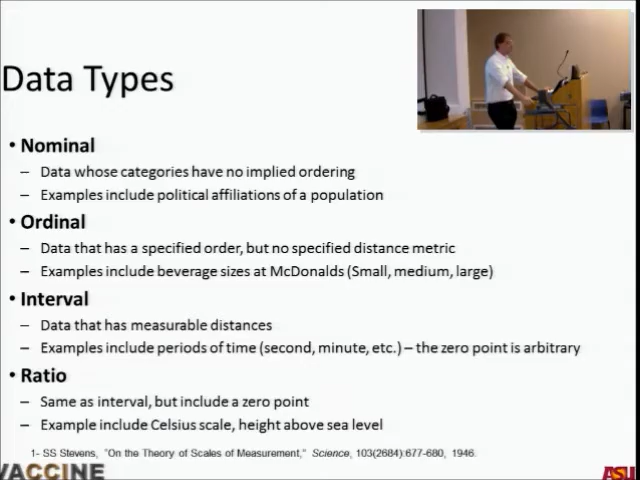 Data Types
• Nominal
– Data whose categories have no implied ordering
– Examples include political affiliations of a population
• Ordinal
– Data that has a specified order, but no specified distance metric
– Examples include beverage sizes at McDonalds (Small, medium, large)
• Interval
– Data that has measurable distances
– Examples include periods of time (second, minute, etc.) – the zero point is arbitrary
• Ratio
– Same as interval, but include a zero point
– Example include Celsius scale, height above sea level
1- SS Stevens, "On the Theory of Scales of Measurement," Science, 103(2684):677-680, 1946.
VACCINE
ASU